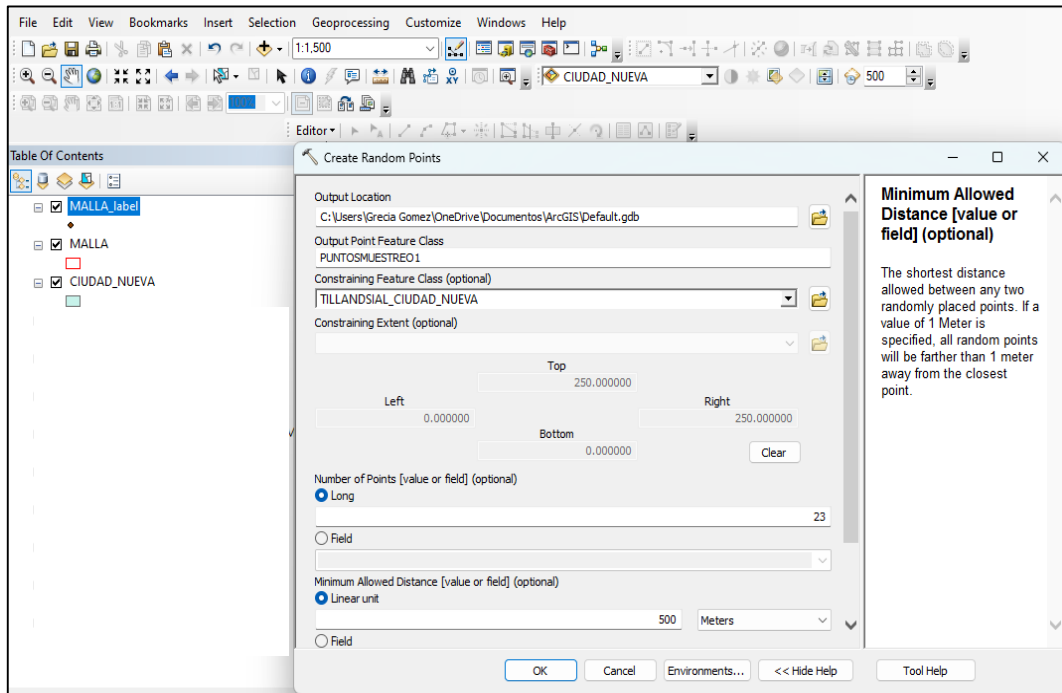 File Edit View Bookmarks Insert Selection Geoprocessing Customize Windows Help
1:1,500
CIUDAD_NUEVA 500
100%
Editor
Table Of Contents
MALLA_label
MALLA
CIUDAD_NUEVA
Create Random Points
Output Location
C:\Users\Grecia Gomez\OneDrive\Documentos\ArcGIS\Default.gdb
Output Point Feature Class
PUNTOSMUESTREO1
Constraining Feature Class (optional)
TILLANDSIAL_CIUDAD_NUEVA
Constraining Extent (optional)
Top
250.000000
Left Right
0.000000 250.000000
Bottom
0.000000
Clear
Number of Points [value or field] (optional)
Long
23
Field
Minimum Allowed Distance [value or field] (optional)
Linear unit
500 Meters
Field
OK Cancel Environments... << Hide Help Tool Help
Minimum Allowed
Distance [value or
field] (optional)
The shortest distance
allowed between any two
randomly placed points. If a
value of 1 Meter is
specified, all random points
will be farther than 1 meter
away from the closest
point.